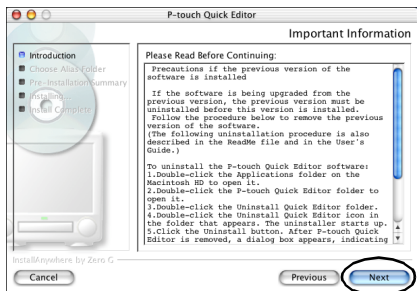 P-touch Quick Editor
Important Information
Introduction
Choose Alias Folder
Pre-Installation Summary
Installing...
Install Complete
Please Read Before Continuing:
Precautions if the previous version of the
software is installed
If the software is being upgraded from the
previous version, the previous version must be
uninstalled before this version is installed.
Follow the procedure below to remove the previous
version of the software.
(The following uninstallation procedure is also
described in the ReadMe file and in the User's
Guide.)
To uninstall the P-touch Quick Editor software:
1.Double-click the Applications folder on the
Macintosh HD to open it.
2.Double-click the P-touch Quick Editor folder to
open it.
3.Double-click the Uninstall Quick Editor folder.
4.Double-click the Uninstall Quick Editor icon in
the folder that appears. The uninstaller starts up.
5.Click the Uninstall button. After P-touch Quick
Editor is removed, a dialog box appears, indicating
InstallAnywhere by Zero G
Cancel
Previous
Next